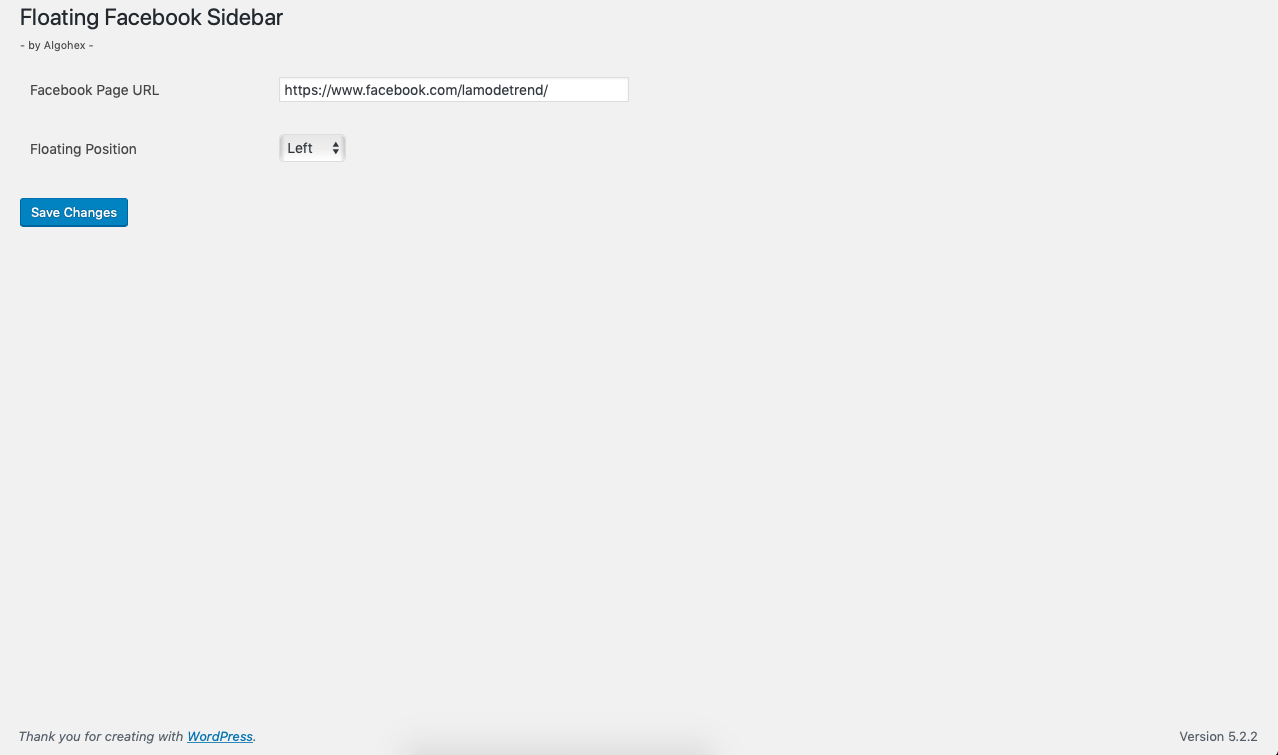 Floating Facebook Sidebar
- by Algohex -
Facebook Page URL https://www.facebook.com/lamodetrend/
Floating Position Left
Save Changes
Thank you for creating with WordPress. Version 5.2.2